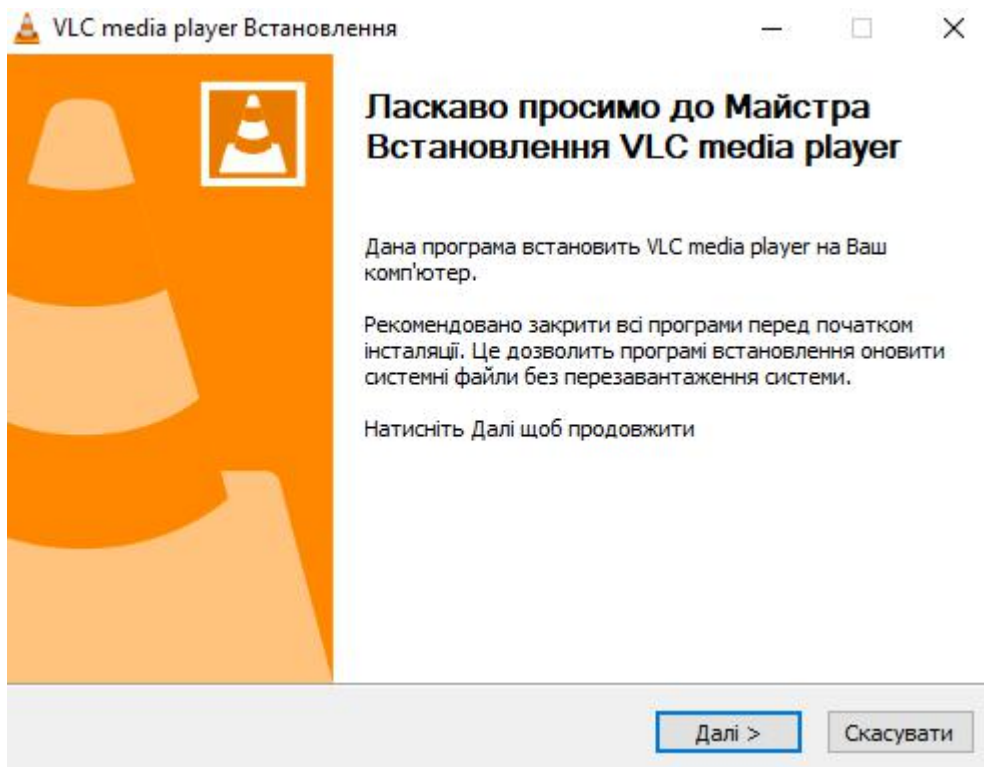 VLC media player Встановлення
Ласкаво просимо до Майстра
Встановлення VLC media player
Дана програма встановить VLC media player на Ваш
комп'ютер.
Рекомендовано закрити всі програми перед початком
інсталяції. Це дозволить програмі встановлення оновити
системні файли без перезавантаження системи.
Натисніть Далі щоб продовжити
Далі >
Скасувати